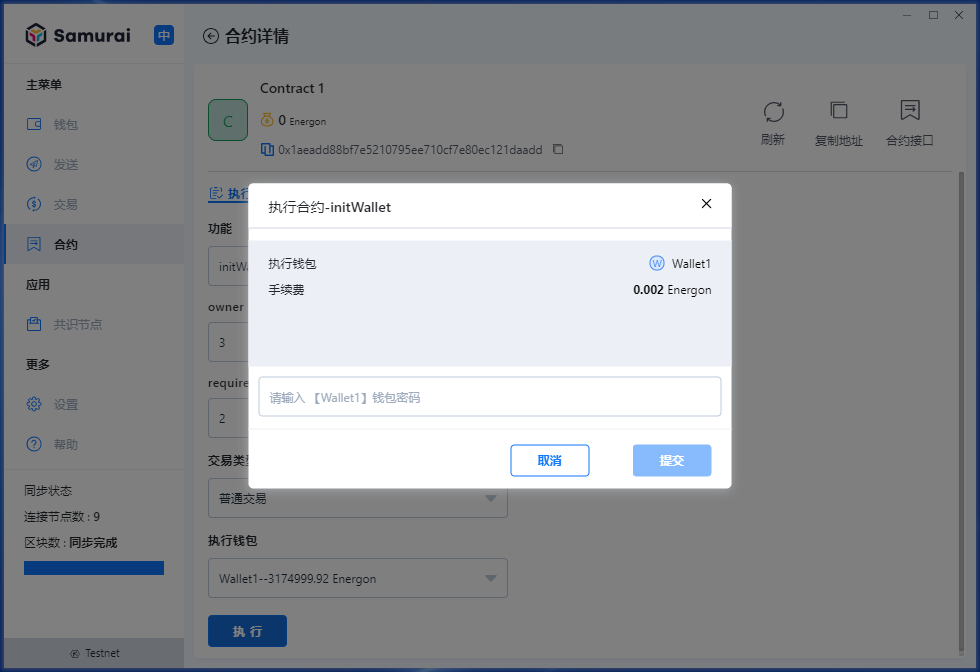 Samurai
中
合约详情
主菜单
钱包
发送
交易
合约
应用
共识节点
更多
设置
帮助
同步状态
连接节点数 : 9
区块数 : 同步完成
Testnet
C
Contract 1
0 Energon
0x1aeadd88bf7e5210795ee710cf7e80ec121daadd
刷新
复制地址
合约接口
执行
功能
initW
owner
3
require
2
交易类
普通交易
执行钱包
Wallet1--3174999.92 Energon
执 行
执行合约-initWallet
执行钱包
W Wallet1
手续费
0.002 Energon
请输入 【Wallet1】钱包密码
取消
提交